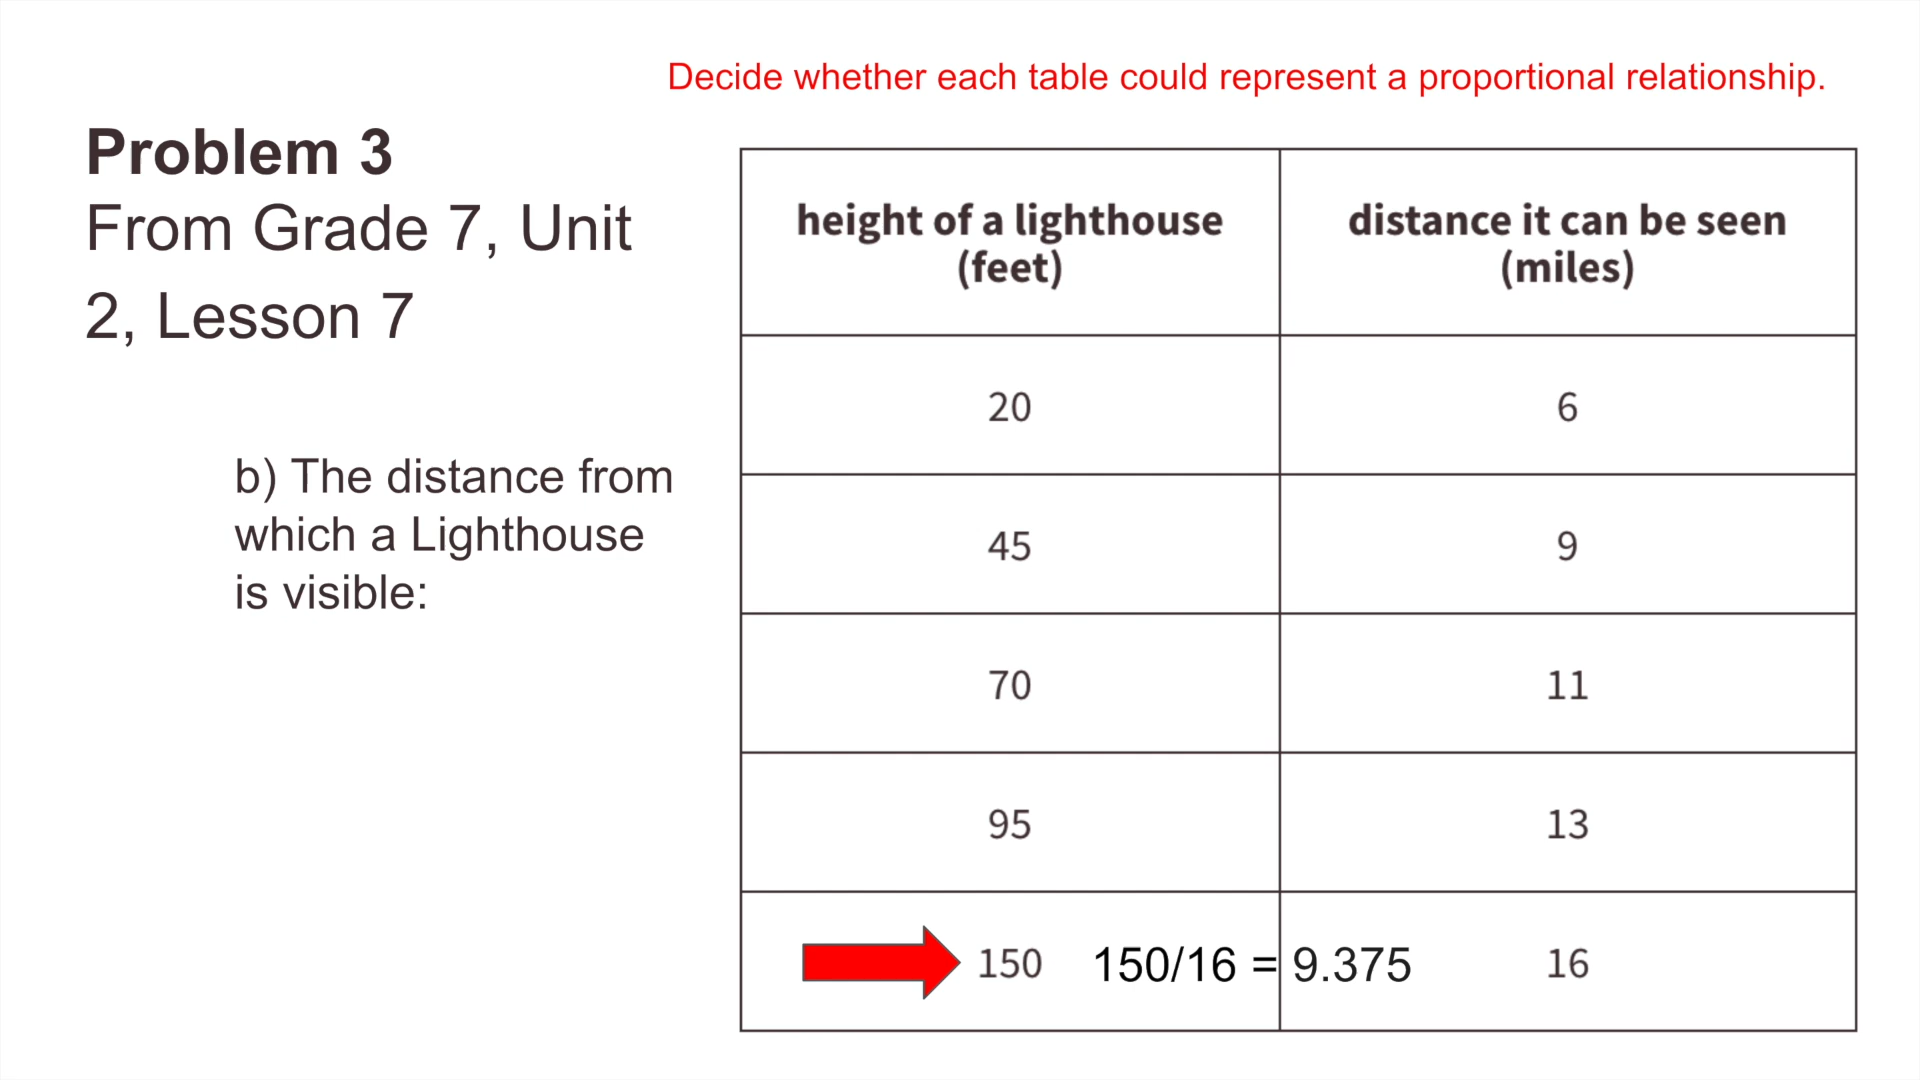 Decide whether each table could represent a proportional relationship.
Problem 3
From Grade 7, Unit
2, Lesson 7
b) The distance from
which a Lighthouse
is visible:
height of a lighthouse (feet)
distance it can be seen (miles)
20 6
45 9
70 11
95 13
150 150/16 = 9.375 16